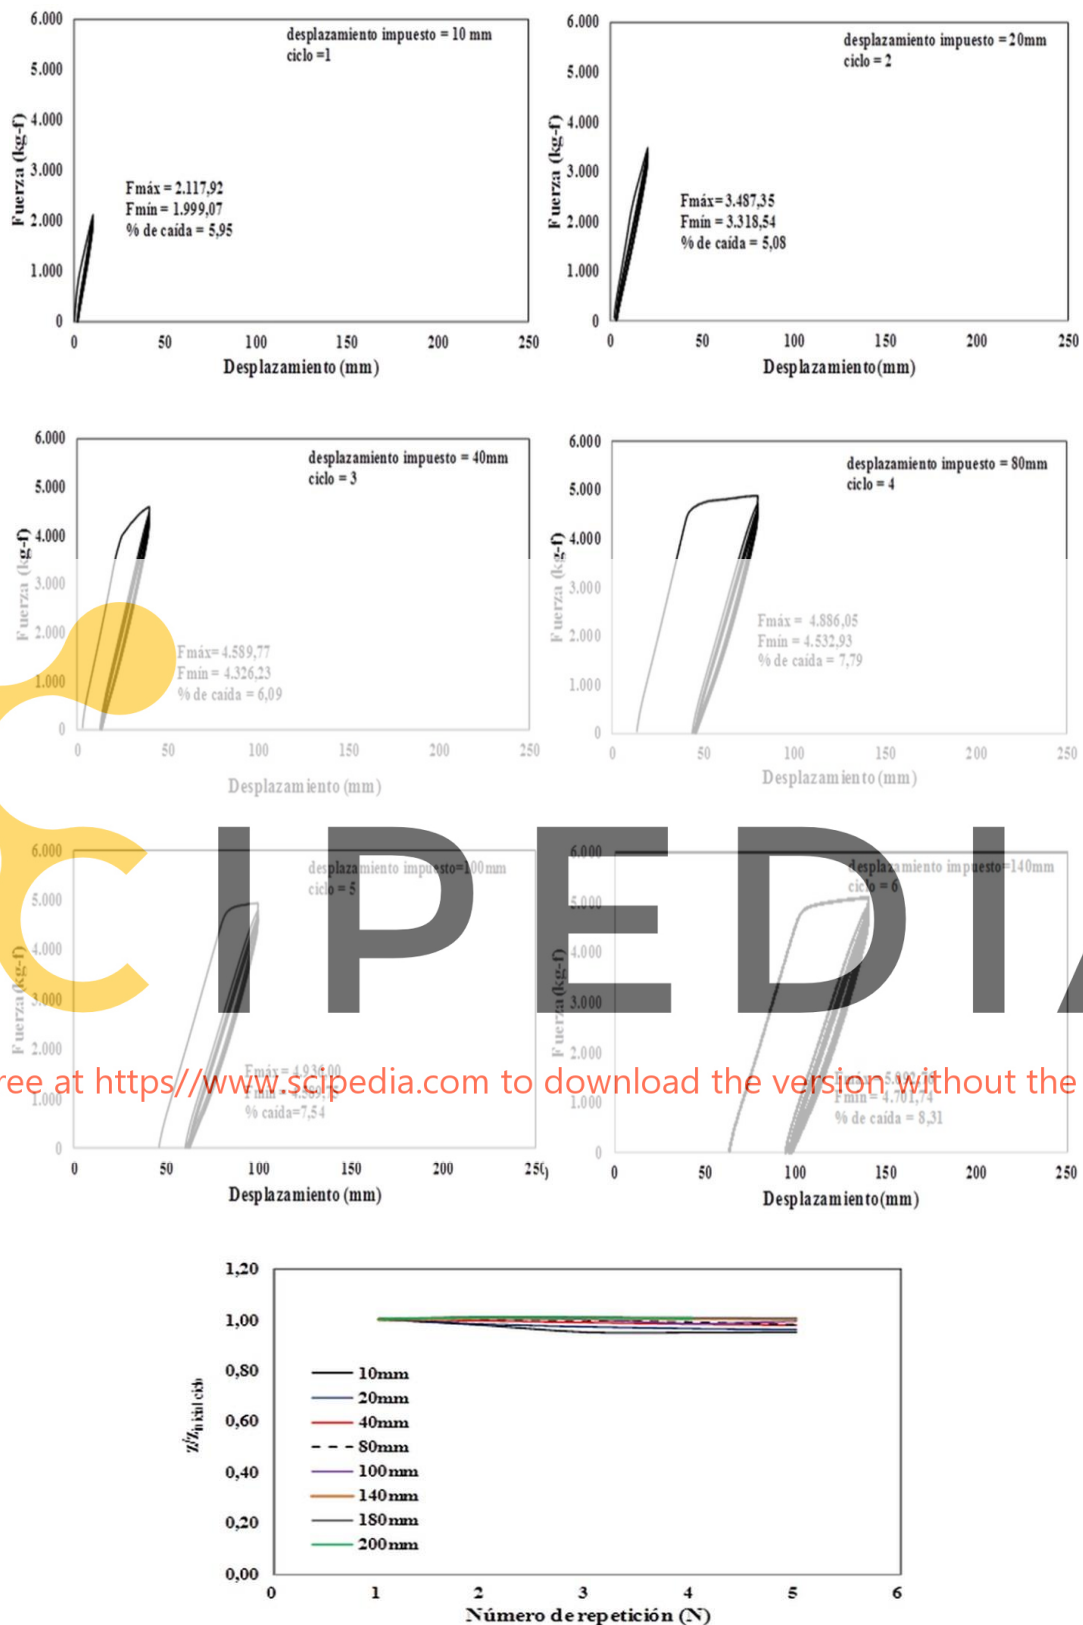 6.000
5.000
4.000
3.000
2.000
1.000
0
Fuerza (kg-f)
desplazamiento impuesto = 10 mm
ciclo =1
Fmáx = 2.117,92
Fmín = 1.999,07
% de caída = 5,95
0 50 100 150 200 250
Desplazamiento (mm)
6.000
5.000
4.000
3.000
2.000
1.000
0
Fuerza (kg-f)
desplazamiento impuesto = 20mm
ciclo = 2
Fmáx= 3.487,35
Fmín = 3.318,54
% de caída = 5,08
0 50 100 150 200 250
Desplazamiento(mm)
6.000
5.000
4.000
3.000
2.000
1.000
0
Fuerza (kg-f)
desplazamiento impuesto = 40mm
ciclo = 3
Fmáx= 4.589,77
Fmín = 4.326,23
% de caída = 6,09
0 50 100 150 200 250
Desplazamiento (mm)
6.000
5.000
4.000
3.000
2.000
1.000
0
Fuerza (kg-f)
desplazamiento impuesto = 80mm
ciclo = 4
Fmáx = 4.886,05
Fmín = 4.532,93
% de caída = 7,79
0 50 100 150 200 250
Desplazamiento (mm)
CIPEDIA
6.000
5.000
4.000
3.000
2.000
1.000
0
Fuerza (kg-f)
desplazamiento impuesto=100mm
ciclo = 5
Fmáx =
Fmín =
% caída=7,54
0 50 100 150 200 250)
Desplazamiento (mm)
6.000
5.000
4.000
3.000
2.000
1.000
0
Fuerza (kg-f)
desplazamiento impuesto=140mm
ciclo = 6
Fmín = 4.701,74
% de caída = 8,31
0 50 100 150 200 250
Desplazamiento(mm)
ree at https//www.scipedia.com to download the version without the
1,20
1,00
0,80
0,60
0,40
0,20
0,00
10mm
20mm
40mm
80mm
100mm
140mm
180mm
200mm
0 1 2 3 4 5 6
Número de repetición (N)